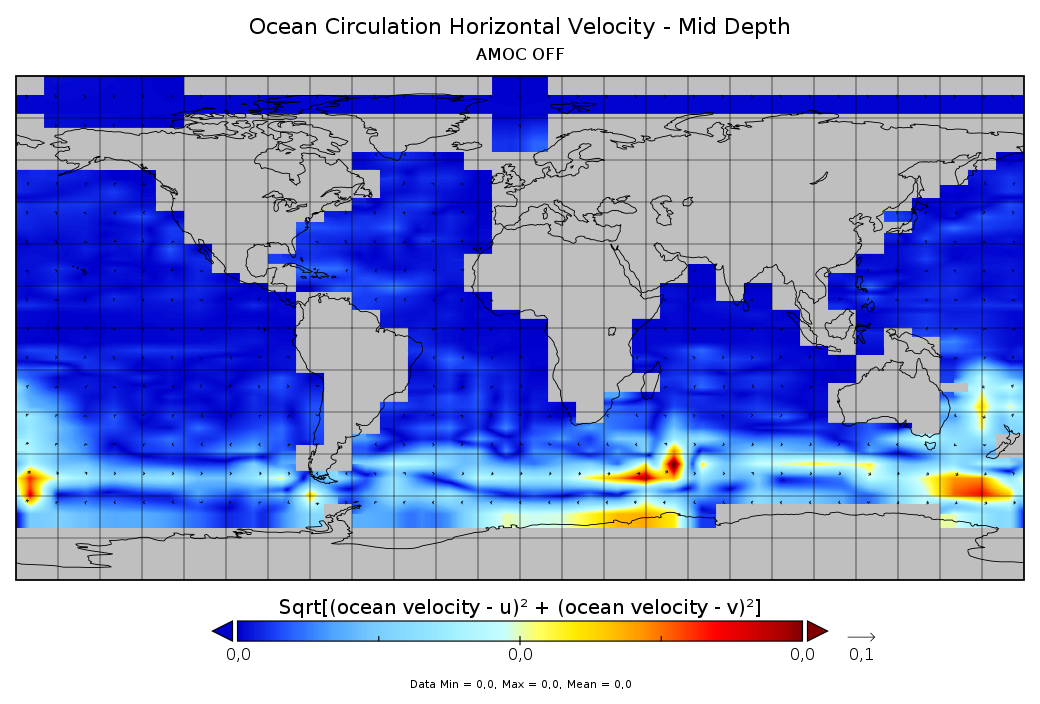 Ocean Circulation Horizontal Velocity - Mid Depth
AMOC OFF
Sqrt[(ocean velocity - u)² + (ocean velocity - v)²]
0,0 0,0 0,0 0,1
Data Min = 0,0, Max = 0,0, Mean = 0,0